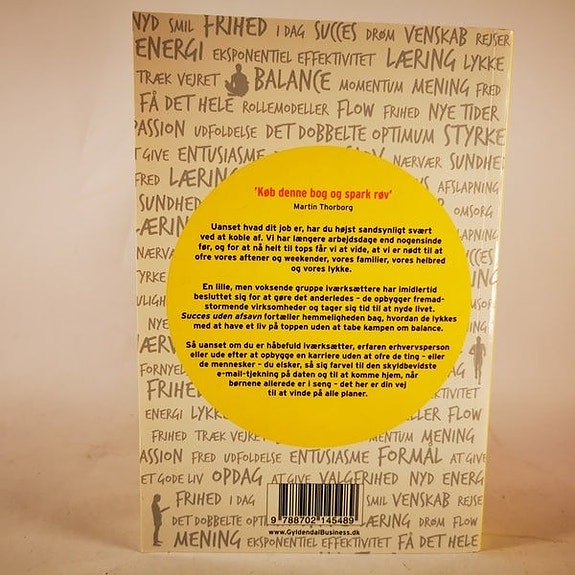 NYD SMIL FRIHED I DAG SUCCES DRØM VENSKAB REJSER
ENERGI EKSPONENTIEL EFFEKTIVITET LÆRING LYKKE
TRÆK VEJRET BALANCE MOMENTUM MENING FRED
FÅ DET HELE ROLLEMODELLER FLOW FRIHED NYE TIDER
PASSION UDFOLDELSE DET DOBBELTE OPTIMUM STYRKE
AT GIVE ENTUSIASME NÆRVÆR SUNDHED
FRED LÆRING AFSLAPNING
SUNDHED OMSORG
'Køb denne bog og spark røv'
Martin Thorborg
Uanset hvad dit job er, har du højst sandsynligt svært
ved at koble af. Vi har længere arbejdsdage end nogensinde
før, og for at nå helt til tops får vi at vide, at vi er nødt til at
ofre vores aftener og weekender, vores familier, vores helbred
og vores lykke.
En lille, men voksende gruppe iværksættere har imidlertid
besluttet sig for at gøre det anderledes – de opbygger fremad-
stormende virksomheder og tager sig tid til at nyde livet.
Succes uden afsavn fortæller hemmeligheden bag, hvordan de lykkes
med at have et liv på toppen uden at tabe kampen om balance.
Så uanset om du er håbefuld iværksætter, erfaren erhvervsperson
eller ude efter at opbygge en karriere uden at ofre de ting – eller
de mennesker – du elsker, så sig farvel til den skyldbevidste
e-mail-tjekning på daten og til at komme hjem, når
børnene allerede er i seng – det her er din vej
til at vinde på alle planer.
FRIHED
ENERGI LYKKE FLOW
FRIHED TRÆK VEJRET MOMENTUM MENING
PASSION FRED UDFOLDELSE ENTUSIASME FORMÅL AT GIVE
ET GODE LIV OPDAG AT GIVE VALGFRIHED NYD ENERGI
FRIHED I DAG SMIL VENSKAB REJSE
DET DOBBELTE LÆRING DRØM FLOW
MENING EKSPONENTIEL EFFEKTIVITET FÅ DET HELE
9 788702 145489
www.GyldendalBusiness.dk